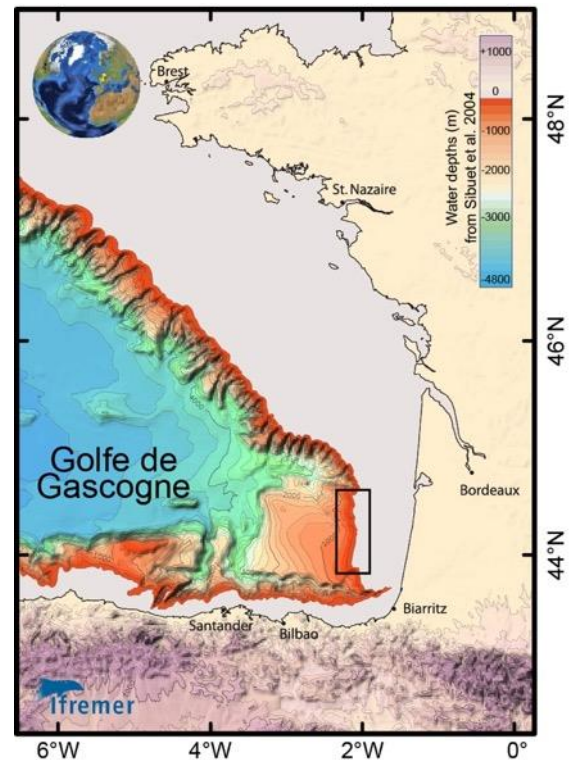 Brest
St. Nazaire
Bordeaux
Biarritz
Santander
Bilbao
Golfe de
Gascogne
Water depths (m)
from Sibuet et al. 2004
+1000
0
-1000
-2000
-3000
-4800
48°N
46°N
44°N
6°W
4°W
2°W
0°
Ifremer